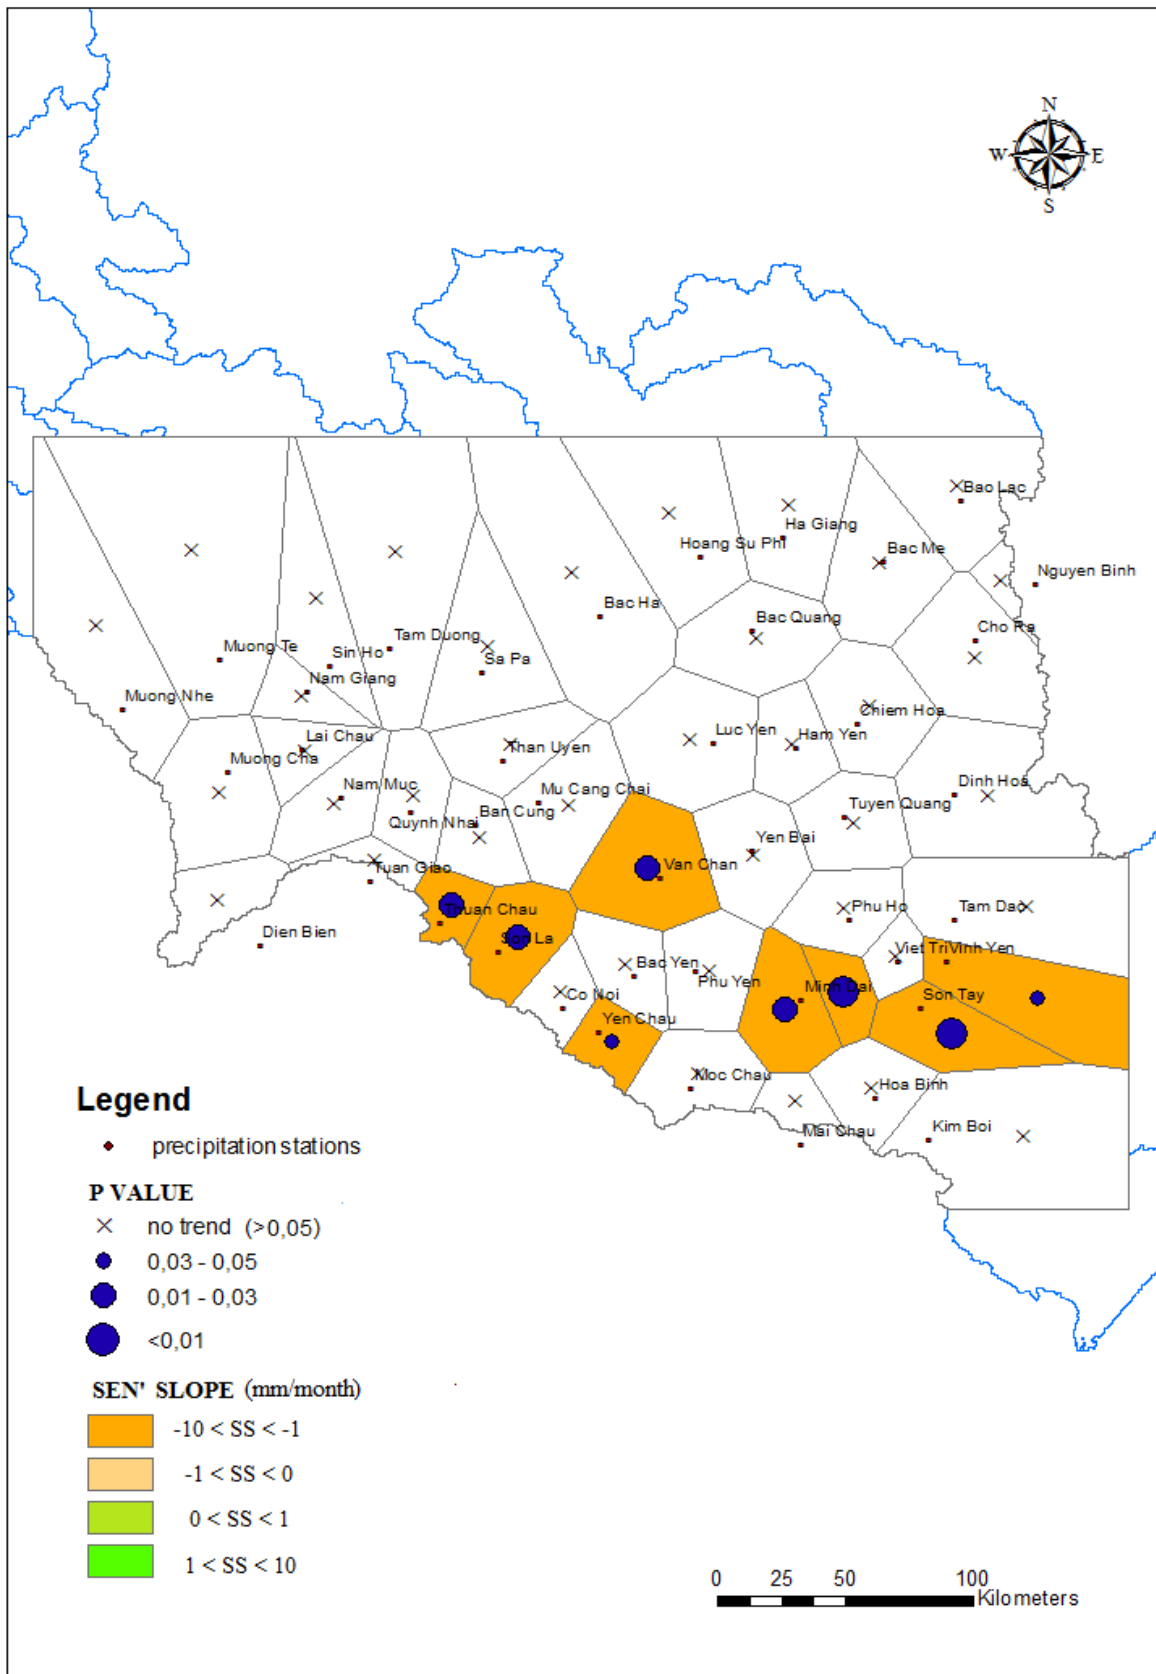 N
W E
S
Bao Lac
Ha Giang
Hoang Su Phi
Bac Me
Nguyen Binh
Bac Ha
Bac Quang
Cho Ra
Muong Te
Sin Ho
Tam Duong
Sa Pa
Nam Giang
Muong Nhe
Chiem Hoa
Lai Chau
Luc Yen
Ham Yen
Than Uyen
Muong Cha
Nam Muc
Mu Cang Chai
Dinh Hoa
Quynh Nhai
Ban Cung
Tuyen Quang
Yen Bai
Tuan Giao
Van Chan
Thuan Chau
Phu Ho
Tam Dao
Dien Bien
Son La
Viet Tri
Vinh Yen
Bac Yen
Phu Yen
Minh Dai
Son Tay
Co Noi
Yen Chau
Moc Chau
Hoa Binh
Mai Chau
Kim Boi
Legend
precipitation stations
P VALUE
no trend (>0,05)
0,03 - 0,05
0,01 - 0,03
<0,01
SEN' SLOPE (mm/month)
-10 < SS < -1
-1 < SS < 0
0 < SS < 1
1 < SS < 10
0 25 50 100
Kilometers